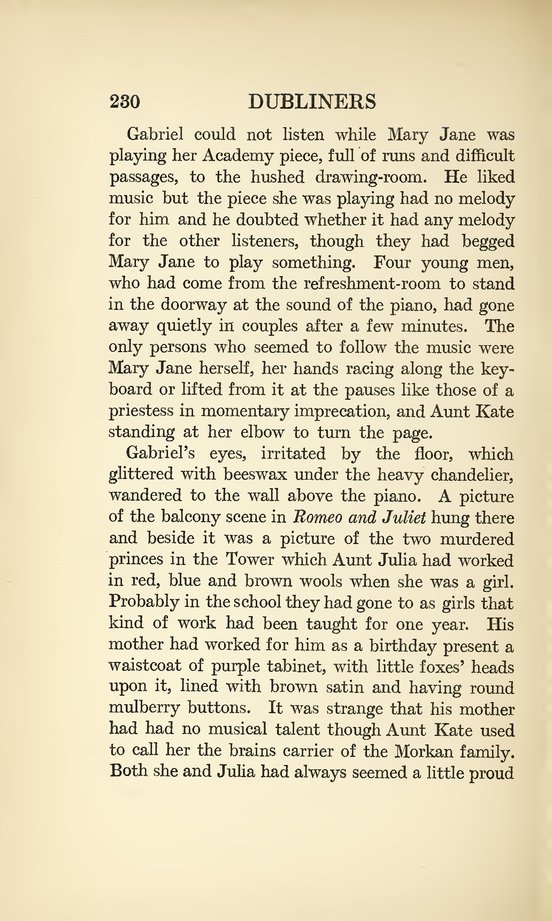 230 DUBLINERS
Gabriel could not listen while Mary Jane was
playing her Academy piece, full of runs and difficult
passages, to the hushed drawing-room. He liked
music but the piece she was playing had no melody
for him and he doubted whether it had any melody
for the other listeners, though they had begged
Mary Jane to play something. Four young men,
who had come from the refreshment-room to stand
in the doorway at the sound of the piano, had gone
away quietly in couples after a few minutes. The
only persons who seemed to follow the music were
Mary Jane herself, her hands racing along the key-
board or lifted from it at the pauses like those of a
priestess in momentary imprecation, and Aunt Kate
standing at her elbow to turn the page.
Gabriel's eyes, irritated by the floor, which
glittered with beeswax under the heavy chandelier,
wandered to the wall above the piano. A picture
of the balcony scene in Romeo and Juliet hung there
and beside it was a picture of the two murdered
princes in the Tower which Aunt Julia had worked
in red, blue and brown wools when she was a girl.
Probably in the school they had gone to as girls that
kind of work had been taught for one year. His
mother had worked for him as a birthday present a
waistcoat of purple tabinet, with little foxes' heads
upon it, lined with brown satin and having round
mulberry buttons. It was strange that his mother
had had no musical talent though Aunt Kate used
to call her the brains carrier of the Morkan family.
Both she and Julia had always seemed a little proud